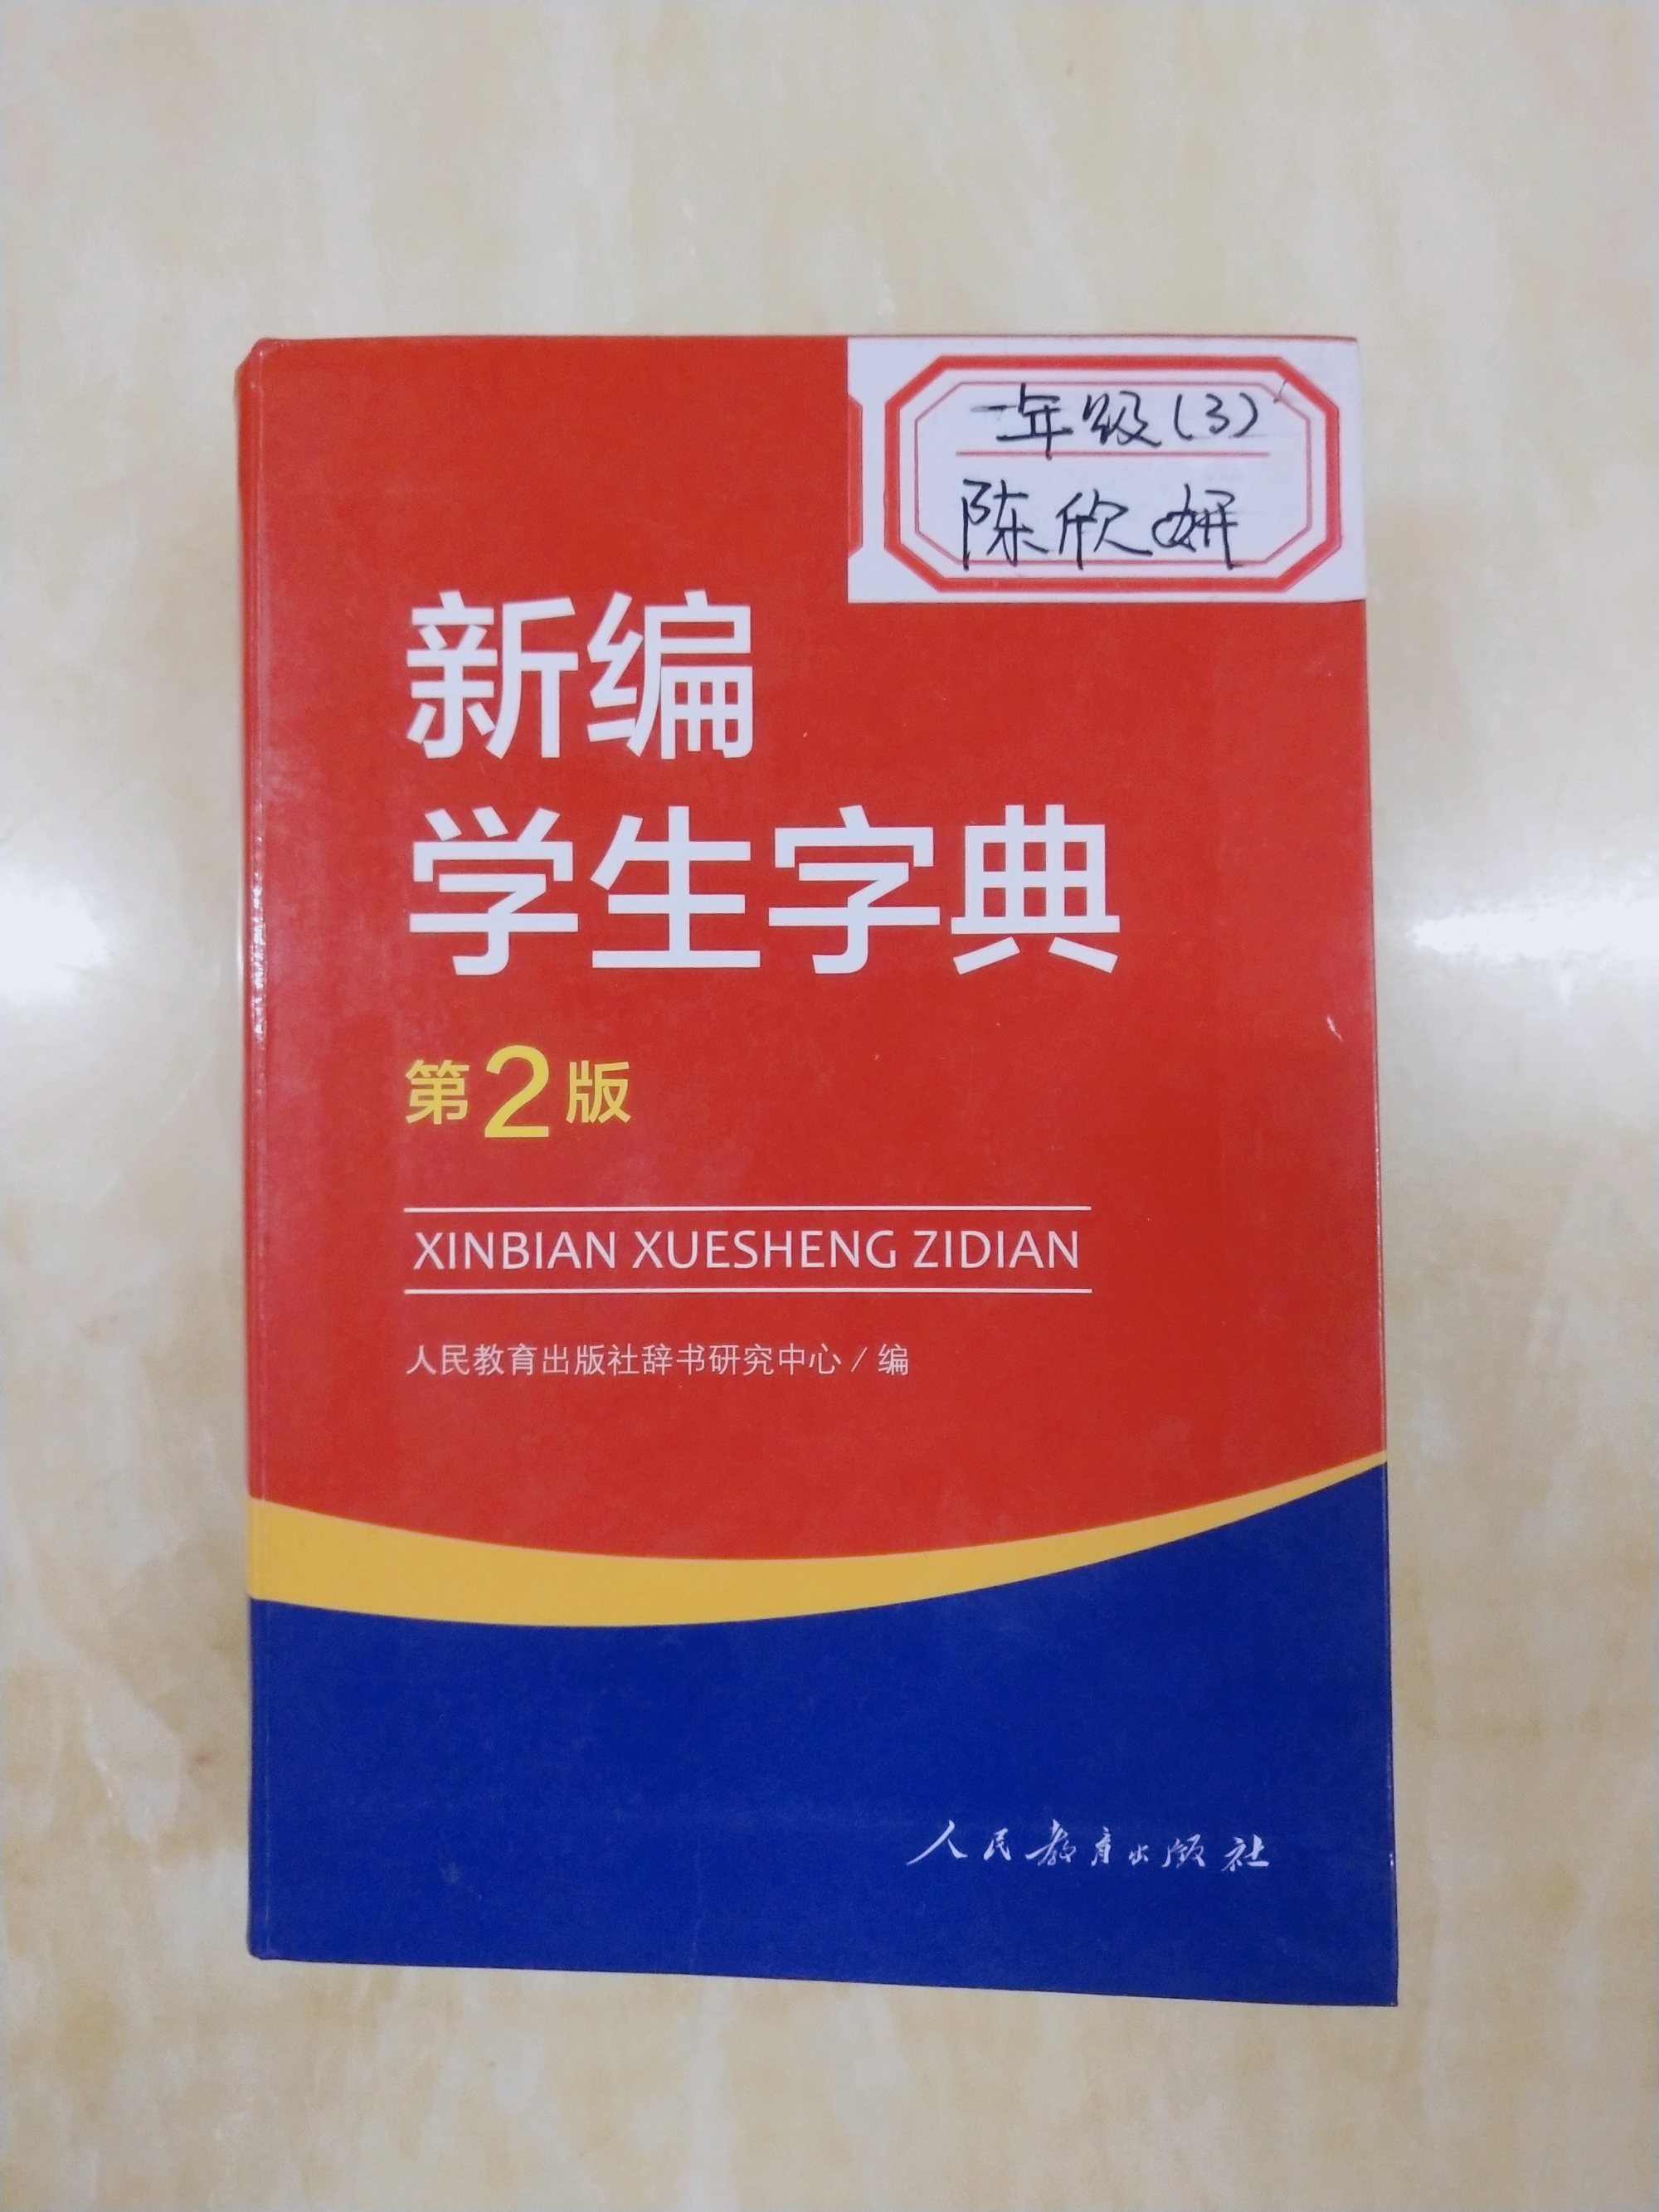 一年级(3)
陈欣妍
新编
学生字典
第2版
XINBIAN XUESHENG ZIDIAN
人民教育出版社辞书研究中心/编
人民教育出版社